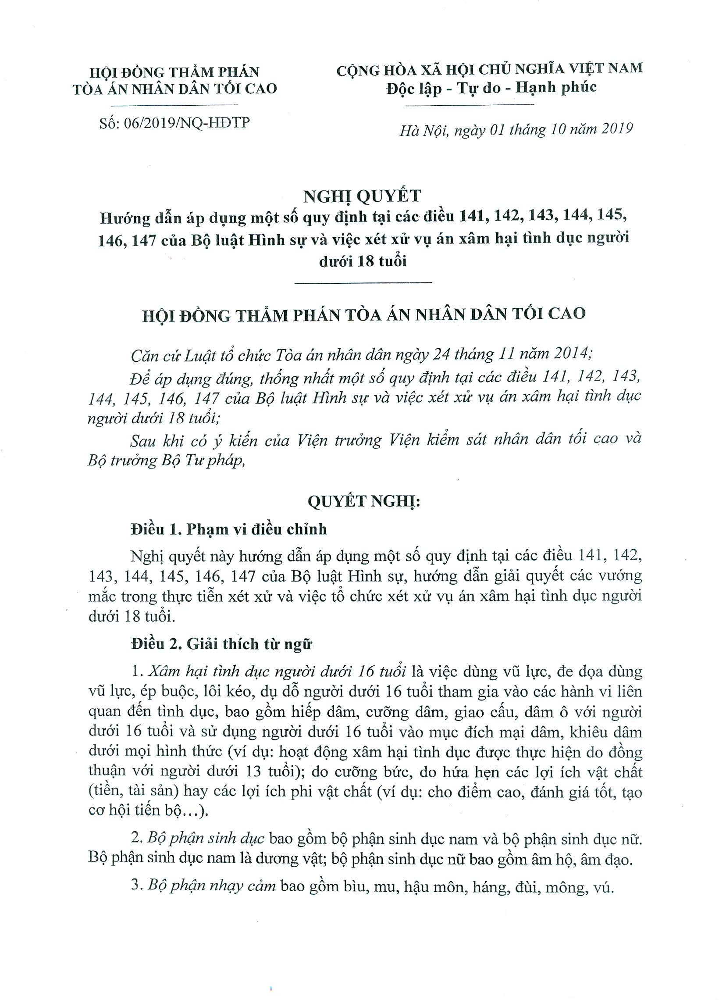 HỘI ĐỒNG THẨM PHÁN
TÒA ÁN NHÂN DÂN TỐI CAO
Số: 06/2019/NQ-HĐTP
CỘNG HÒA XÃ HỘI CHỦ NGHĨA VIỆT NAM
Độc lập - Tự do - Hạnh phúc
Hà Nội, ngày 01 tháng 10 năm 2019
NGHỊ QUYẾT
Hướng dẫn áp dụng một số quy định tại các điều 141, 142, 143, 144, 145,
146, 147 của Bộ luật Hình sự và việc xét xử vụ án xâm hại tình dục người
dưới 18 tuổi
HỘI ĐỒNG THẨM PHÁN TÒA ÁN NHÂN DÂN TỐI CAO
Căn cứ Luật tổ chức Tòa án nhân dân ngày 24 tháng 11 năm 2014;
Để áp dụng đúng, thống nhất một số quy định tại các điều 141, 142, 143,
144, 145, 146, 147 của Bộ luật Hình sự và việc xét xử vụ án xâm hại tình dục
người dưới 18 tuổi;
Sau khi có ý kiến của Viện trưởng Viện kiểm sát nhân dân tối cao và
Bộ trưởng Bộ Tư pháp,
QUYẾT NGHỊ:
Điều 1. Phạm vi điều chỉnh
Nghị quyết này hướng dẫn áp dụng một số quy định tại các điều 141, 142,
143, 144, 145, 146, 147 của Bộ luật Hình sự, hướng dẫn giải quyết các vướng
mắc trong thực tiễn xét xử và việc tổ chức xét xử vụ án xâm hại tình dục người
dưới 18 tuổi.
Điều 2. Giải thích từ ngữ
1. Xâm hại tình dục người dưới 16 tuổi là việc dùng vũ lực, đe dọa dùng
vũ lực, ép buộc, lôi kéo, dụ dỗ người dưới 16 tuổi tham gia vào các hành vi liên
quan đến tình dục, bao gồm hiếp dâm, cưỡng dâm, giao cấu, dâm ô với người
dưới 16 tuổi và sử dụng người dưới 16 tuổi vào mục đích mại dâm, khiêu dâm
dưới mọi hình thức (ví dụ: hoạt động xâm hại tình dục được thực hiện do đồng
thuận với người dưới 13 tuổi); do cưỡng bức, do hứa hẹn các lợi ích vật chất
(tiền, tài sản) hay các lợi ích phi vật chất (ví dụ: cho điểm cao, đánh giá tốt, tạo
cơ hội tiến bộ…).
2. Bộ phận sinh dục bao gồm bộ phận sinh dục nam và bộ phận sinh dục nữ.
Bộ phận sinh dục nam là dương vật; bộ phận sinh dục nữ bao gồm âm hộ, âm đạo.
3. Bộ phận nhạy cảm bao gồm bìu, mu, hậu môn, háng, đùi, mông, vú.